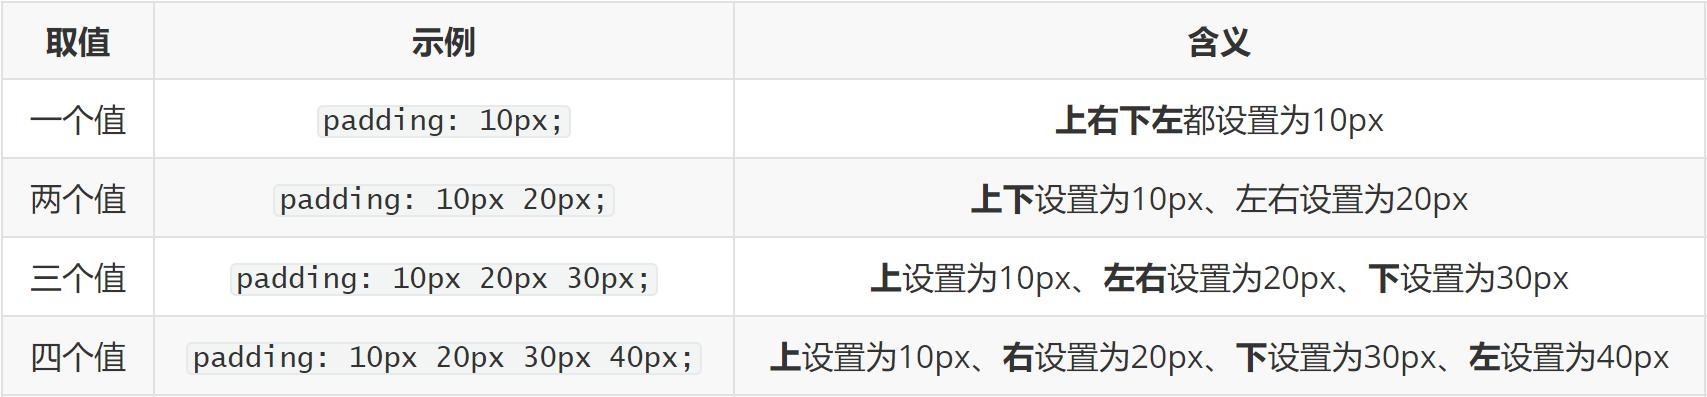 取值 示例 含义
一个值 padding: 10px; 上右下左都设置为10px
两个值 padding: 10px 20px; 上下设置为10px、左右设置为20px
三个值 padding: 10px 20px 30px; 上设置为10px、左右设置为20px、下设置为30px
四个值 padding: 10px 20px 30px 40px; 上设置为10px、右设置为20px、下设置为30px、左设置为40px